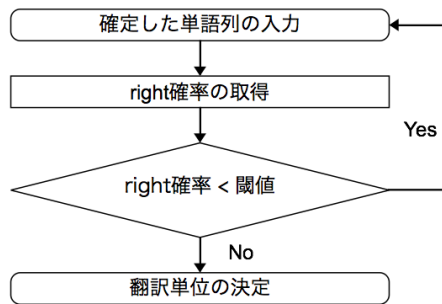 確定した単語列の入力
right確率の取得
Yes
right確率 < 閾値
No
翻訳単位の決定